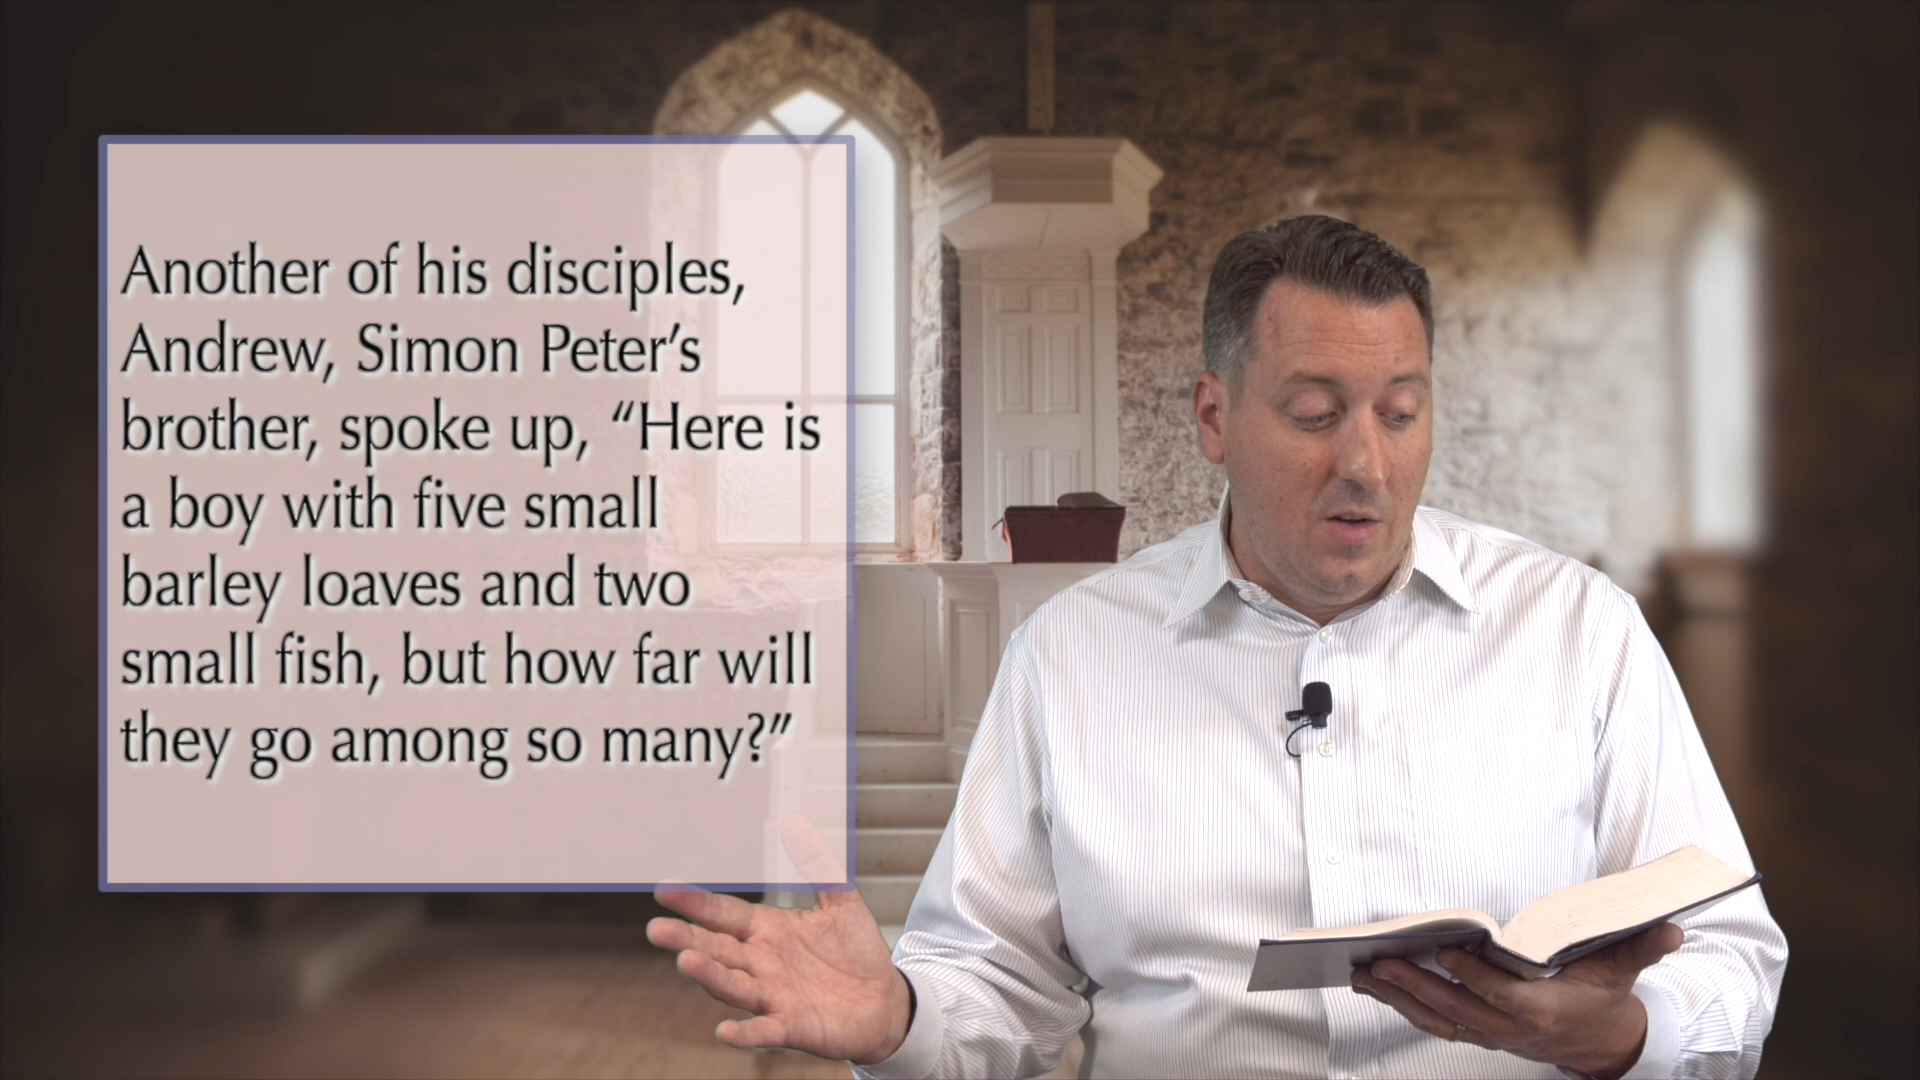 Another of his disciples,
Andrew, Simon Peter’s
brother, spoke up, “Here is
a boy with five small
barley loaves and two
small fish, but how far will
they go among so many?”